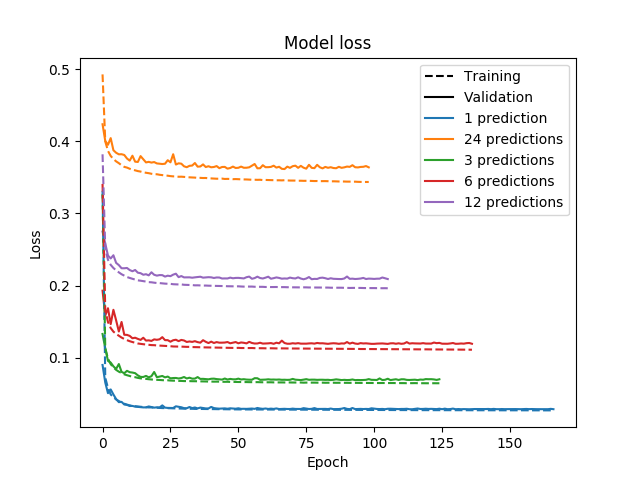 Model loss
Training
Validation
1 prediction
24 predictions
3 predictions
6 predictions
12 predictions
0.5
0.4
0.3
0.2
0.1
Loss
0 25 50 75 100 125 150
Epoch